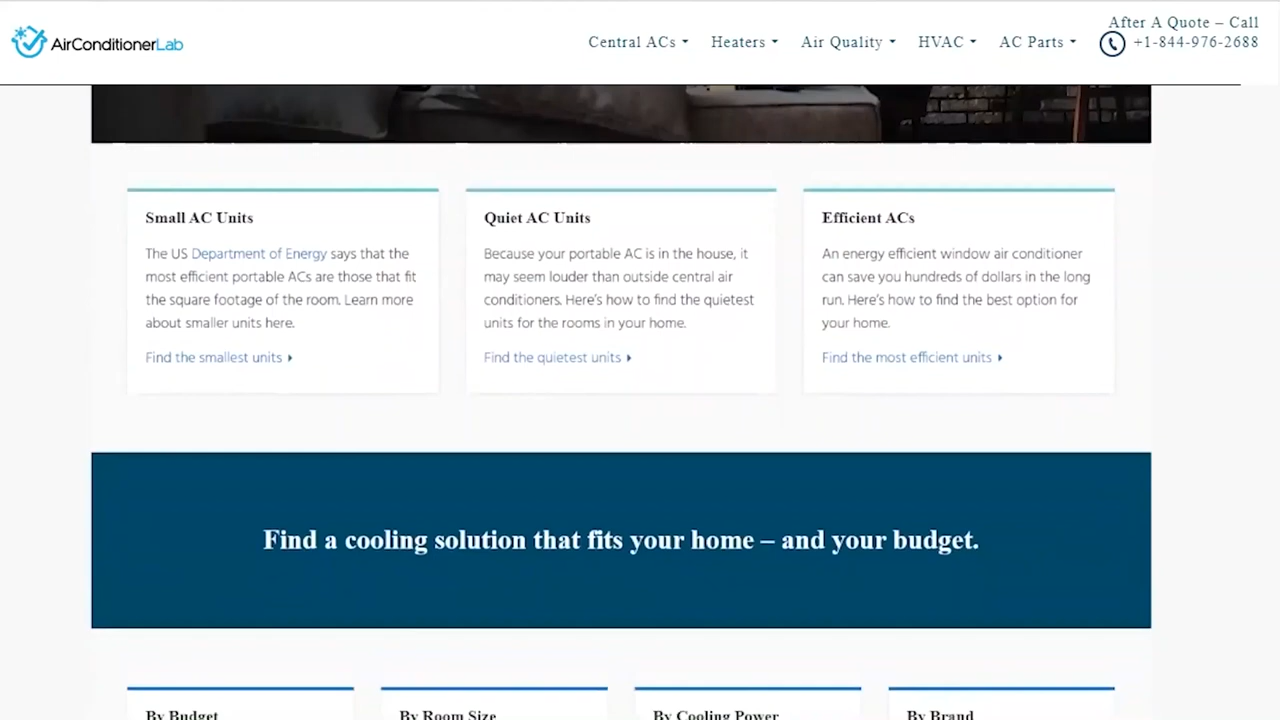 AirConditionerLab
Central ACs
Heaters
Air Quality
HVAC
AC Parts
After A Quote – Call
+1-844-976-2688
Small AC Units
The US Department of Energy says that the
most efficient portable ACs are those that fit
the square footage of the room. Learn more
about smaller units here.
Find the smallest units
Quiet AC Units
Because your portable AC is in the house, it
may seem louder than outside central air
conditioners. Here's how to find the quietest
units for the rooms in your home.
Find the quietest units
Efficient ACs
An energy efficient window air conditioner
can save you hundreds of dollars in the long
run. Here's how to find the best option for
your home.
Find the most efficient units
Find a cooling solution that fits your home – and your budget.
By Budget
By Room Size
By Cooling Power
By Brand